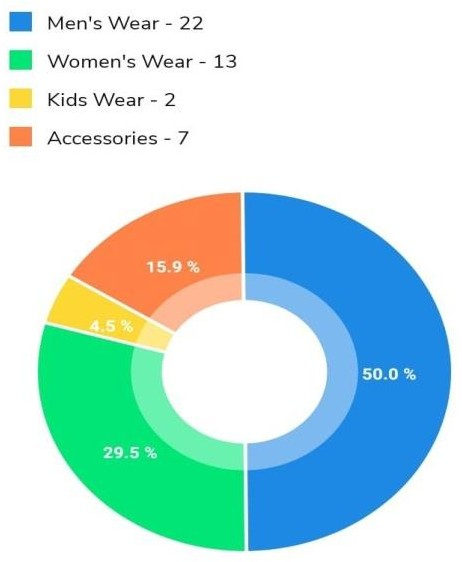 Men's Wear - 22
Women's Wear - 13
Kids Wear - 2
Accessories - 7
15.9 %
4.5 %
50.0 %
29.5 %